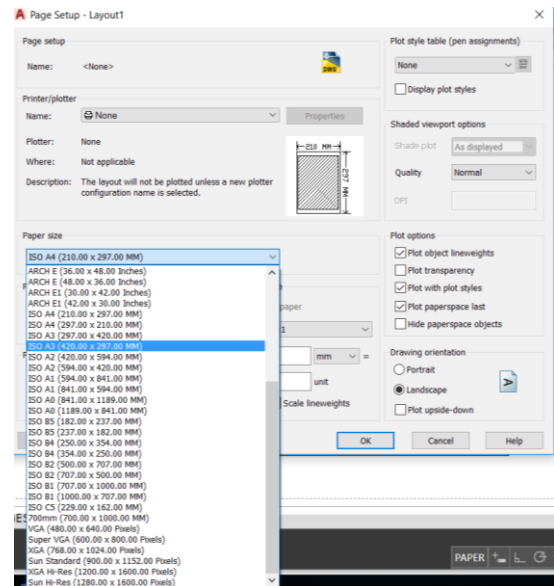 Page Setup - Layout1
Page setup
Name: <None>
DWG
Plot style table (pen assignments)
None
Display plot styles
Printer/plotter
Name: None
Properties
Plotter: None
Where: Not applicable
Description: The layout will not be plotted unless a new plotter
configuration name is selected.
210 MM
297 MM
Shaded viewport options
Shade plot As displayed
Quality Normal
DPI
Paper size
ISO A4 (210.00 x 297.00 MM)
ARCH E (36.00 x 48.00 Inches)
ARCH E (48.00 x 36.00 Inches)
ARCH E1 (30.00 x 42.00 Inches)
ARCH E1 (42.00 x 30.00 Inches)
ISO A4 (210.00 x 297.00 MM)
ISO A4 (297.00 x 210.00 MM)
ISO A3 (297.00 x 420.00 MM)
ISO A3 (420.00 x 297.00 MM)
ISO A2 (420.00 x 594.00 MM)
ISO A2 (594.00 x 420.00 MM)
ISO A1 (594.00 x 841.00 MM)
ISO A1 (841.00 x 594.00 MM)
ISO A0 (841.00 x 1189.00 MM)
ISO A0 (1189.00 x 841.00 MM)
ISO B5 (182.00 x 237.00 MM)
ISO B5 (237.00 x 182.00 MM)
ISO B4 (250.00 x 354.00 MM)
ISO B4 (354.00 x 250.00 MM)
ISO B2 (500.00 x 707.00 MM)
ISO B2 (707.00 x 500.00 MM)
ISO B1 (707.00 x 1000.00 MM)
ISO B1 (1000.00 x 707.00 MM)
ISO C5 (229.00 x 162.00 MM)
700mm (700.00 x 1000.00 MM)
VGA (480.00 x 640.00 Pixels)
Super VGA (600.00 x 800.00 Pixels)
XGA (768.00 x 1024.00 Pixels)
Sun Standard (900.00 x 1152.00 Pixels)
XGA Hi-Res (1200.00 x 1600.00 Pixels)
Sun Hi-Res (1280.00 x 1600.00 Pixels)
paper
mm =
unit
Scale lineweights
Plot options
Plot object lineweights
Plot transparency
Plot with plot styles
Plot paperspace last
Hide paperspace objects
Drawing orientation
Portrait
Landscape
Plot upside-down
OK Cancel Help
PAPER